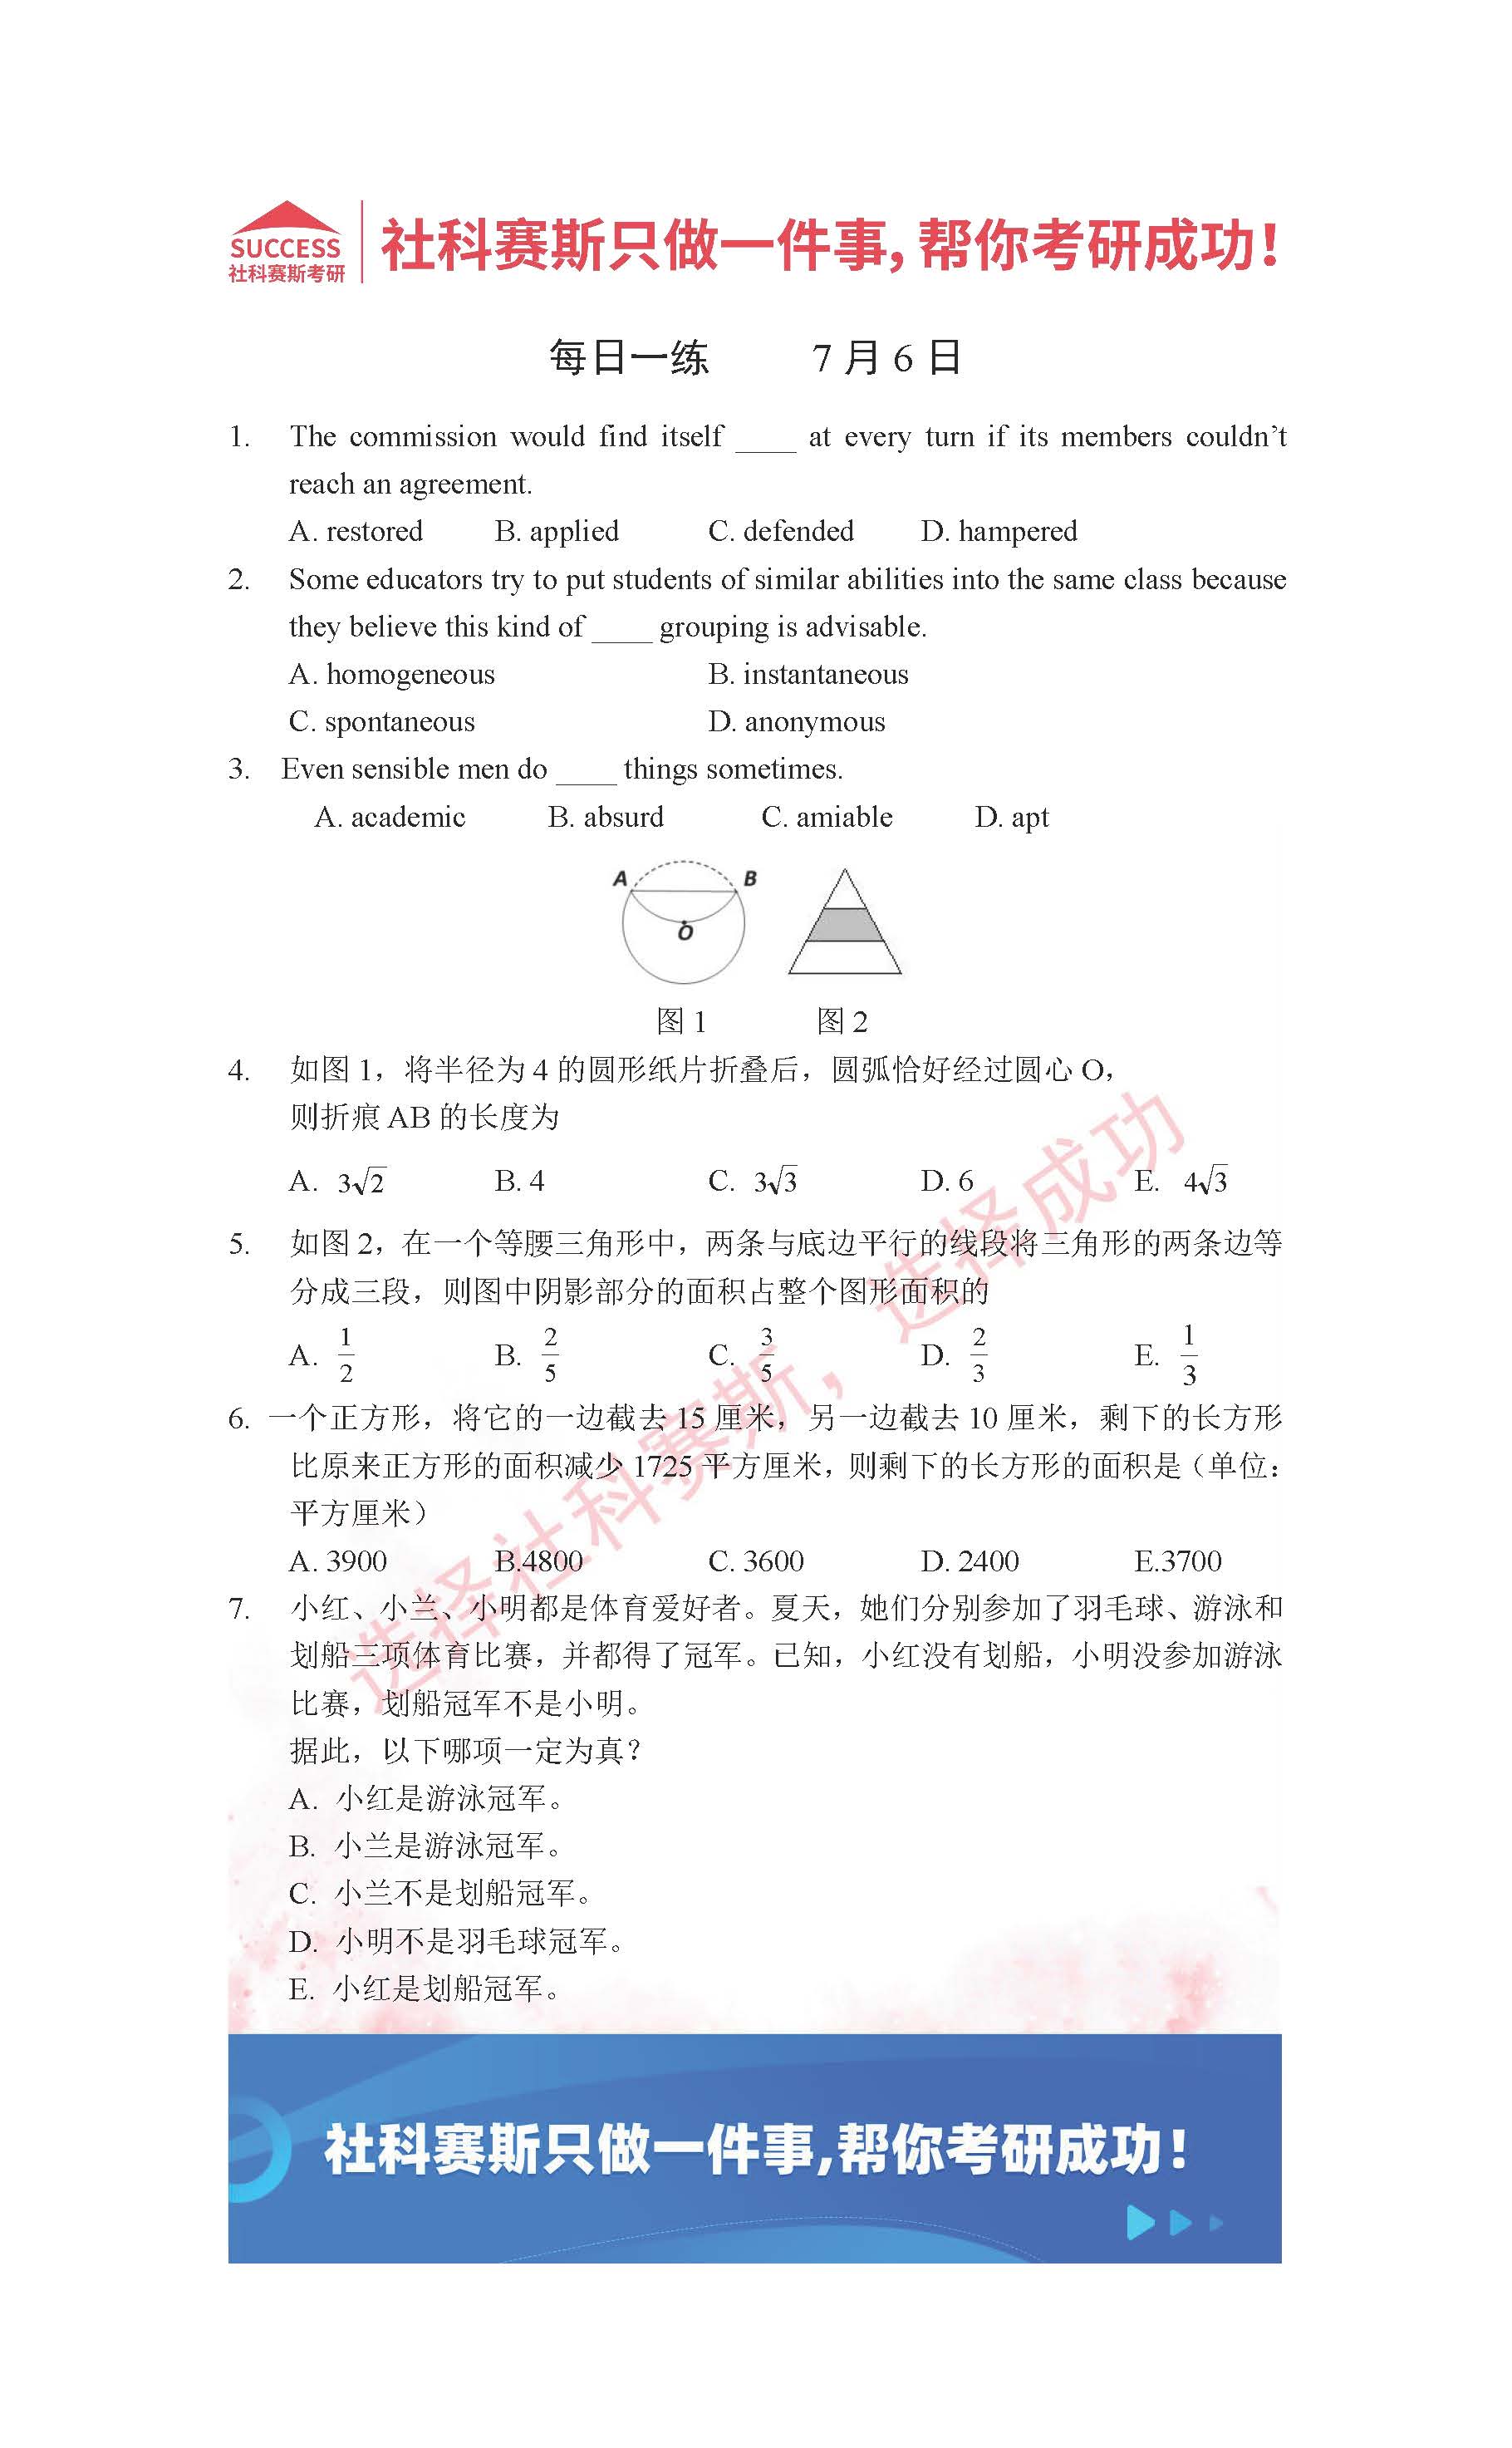 SUCCESS
社科赛斯考研
社科赛斯只做一件事,帮你考研成功!
每日一练 7 月 6 日
1. The commission would find itself ____ at every turn if its members couldn’t
reach an agreement.
A. restored B. applied C. defended D. hampered
2. Some educators try to put students of similar abilities into the same class because
they believe this kind of ____ grouping is advisable.
A. homogeneous B. instantaneous
C. spontaneous D. anonymous
3. Even sensible men do ____ things sometimes.
A. academic B. absurd C. amiable D. apt
A B
O
图 1 图 2
4. 如图 1，将半径为 4 的圆形纸片折叠后，圆弧恰好经过圆心 O，
则折痕 AB 的长度为
A. 3√2 B. 4 C. 3√3 D. 6 E. 4√3
5. 如图 2，在一个等腰三角形中，两条与底边平行的线段将三角形的两条边等
分成三段，则图中阴影部分的面积占整个图形面积的
A. 1/2 B. 2/5 C. 3/5 D. 2/3 E. 1/3
6. 一个正方形，将它的一边截去 15 厘米，另一边截去 10 厘米，剩下的长方形
比原来正方形的面积减少 1725 平方厘米，则剩下的长方形的面积是（单位：
平方厘米）
A. 3900 B.4800 C. 3600 D. 2400 E.3700
7. 小红、小兰、小明都是体育爱好者。夏天，她们分别参加了羽毛球、游泳和
划船三项体育比赛，并都得了冠军。已知，小红没有划船，小明没参加游泳
比赛，划船冠军不是小明。
据此，以下哪项一定为真？
A. 小红是游泳冠军。
B. 小兰是游泳冠军。
C. 小兰不是划船冠军。
D. 小明不是羽毛球冠军。
E. 小红是划船冠军。
选择社科赛斯，选择成功
社科赛斯只做一件事,帮你考研成功!